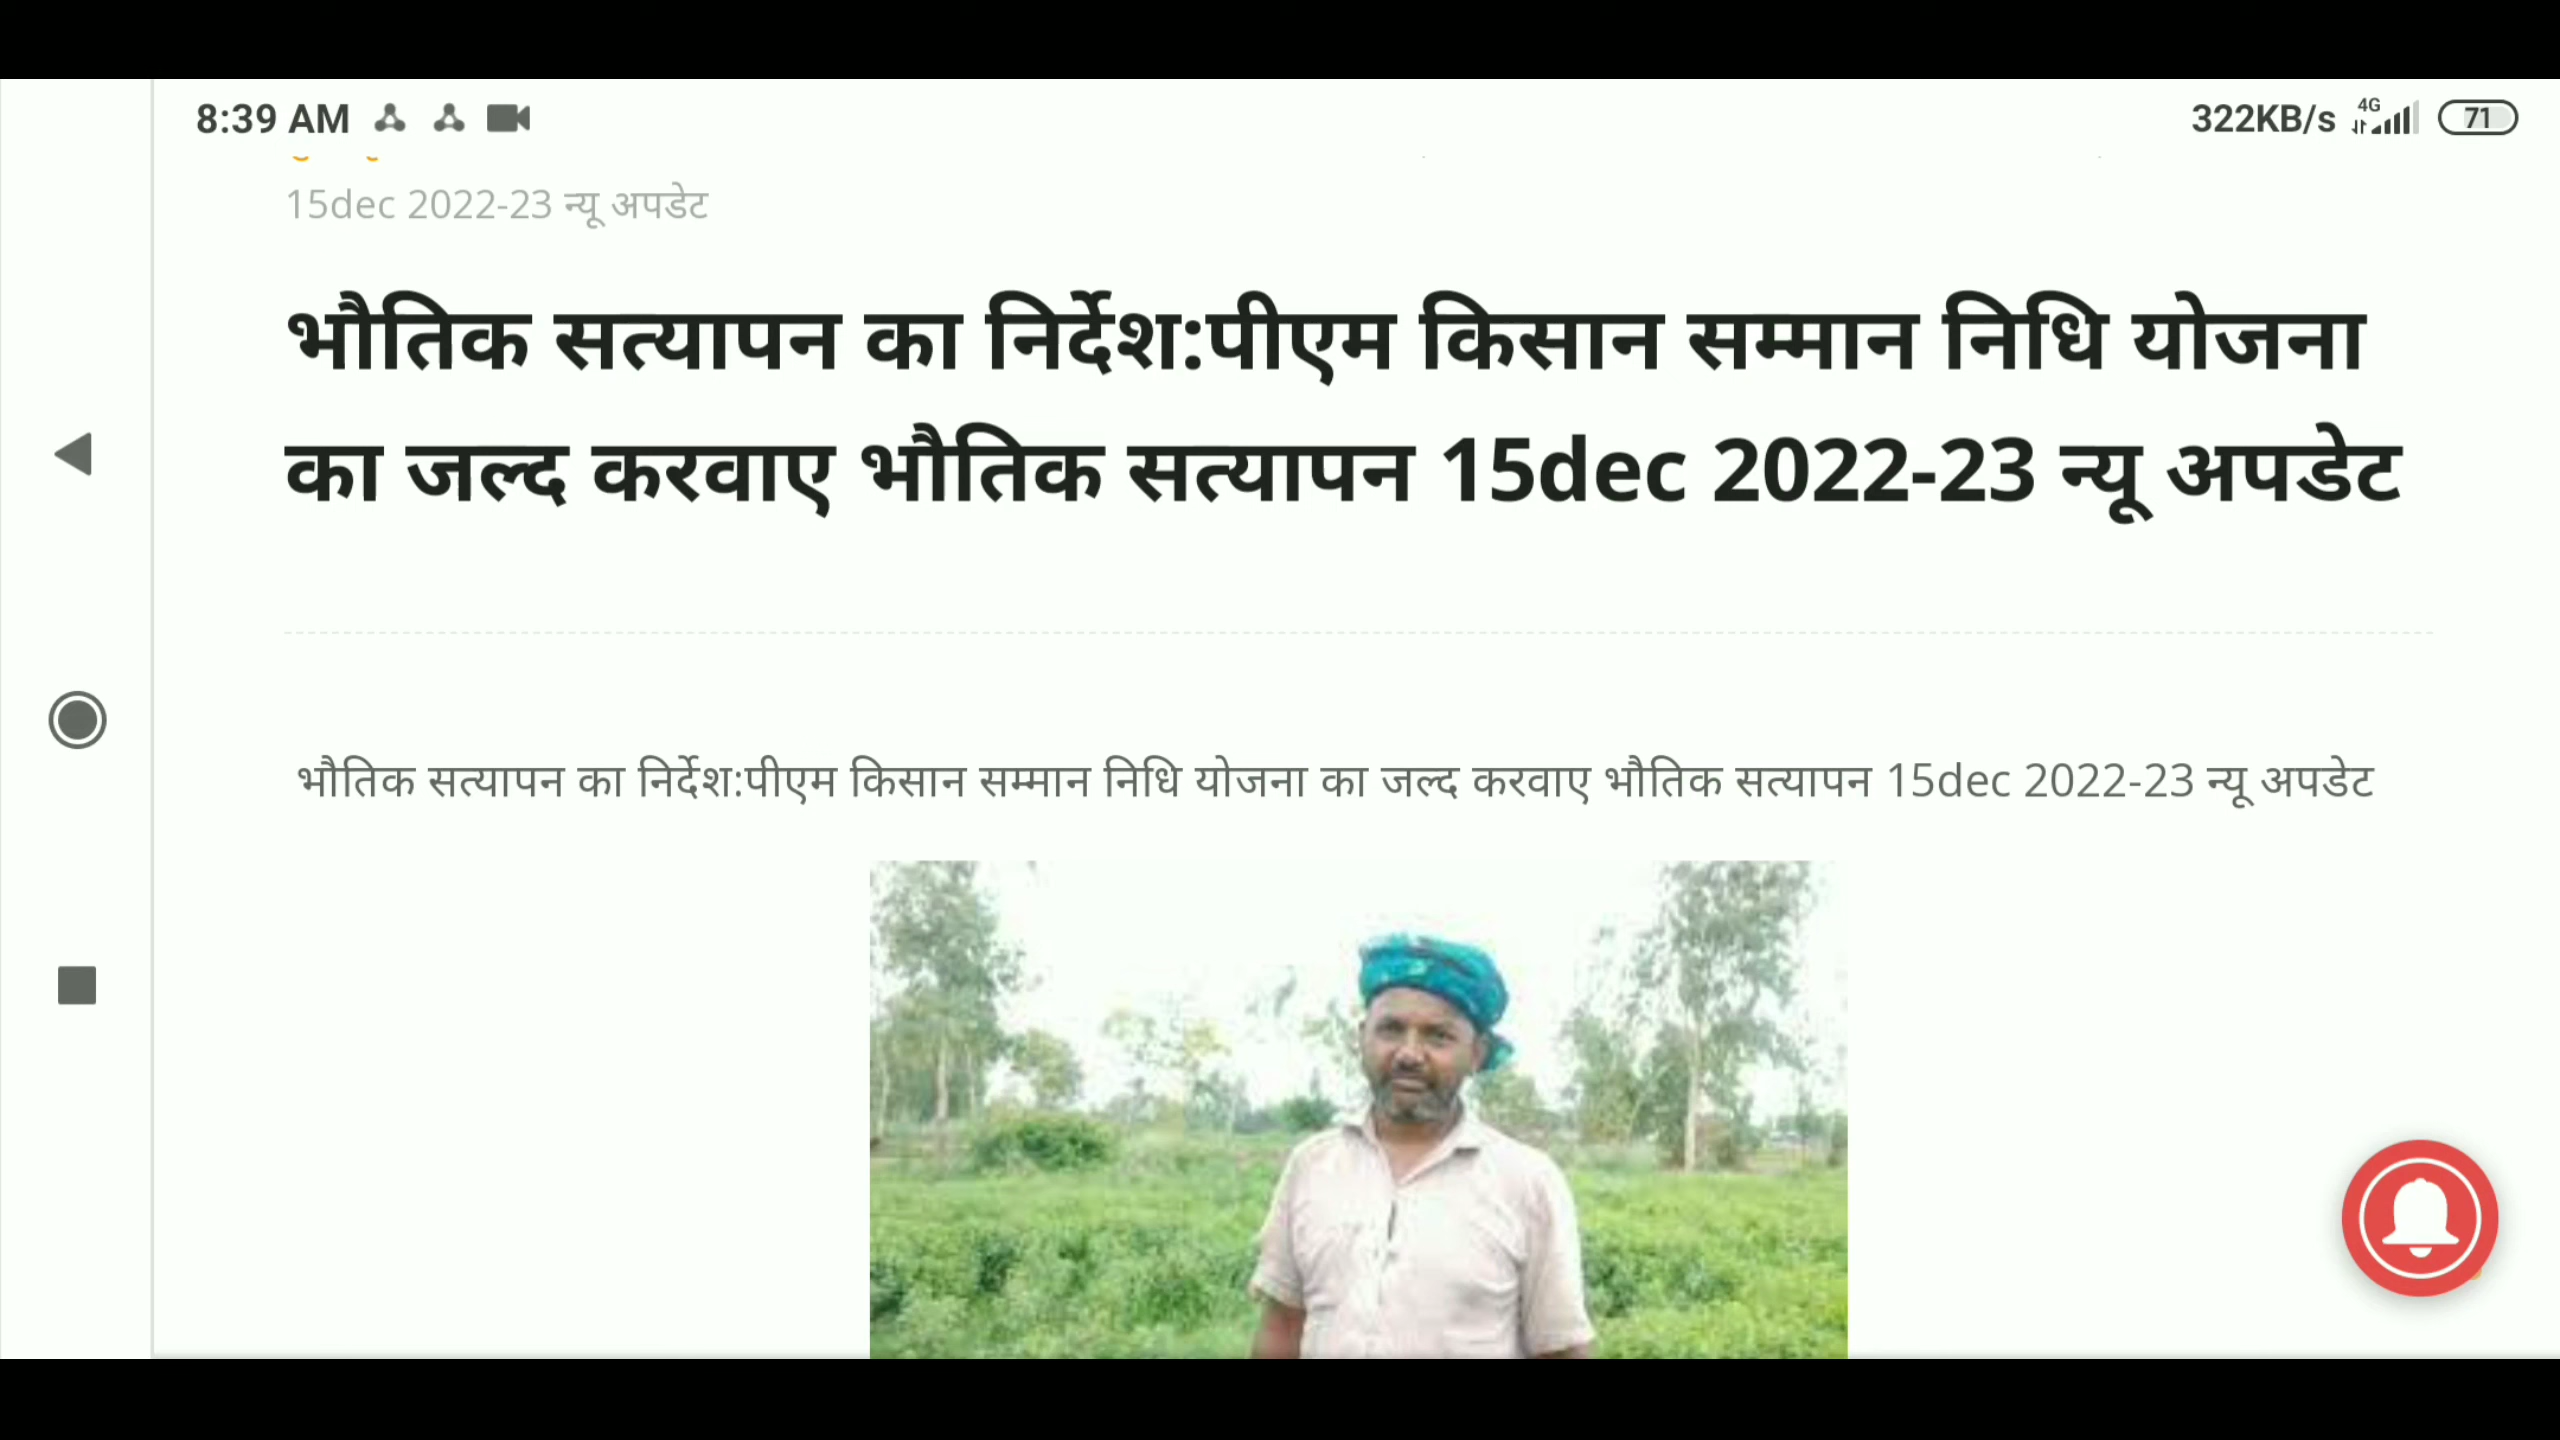 8:39 AM 322KB/s 4G 71
15dec 2022-23 न्यू अपडेट
भौतिक सत्यापन का निर्देश:पीएम किसान सम्मान निधि योजना
का जल्द करवाए भौतिक सत्यापन 15dec 2022-23 न्यू अपडेट
भौतिक सत्यापन का निर्देश:पीएम किसान सम्मान निधि योजना का जल्द करवाए भौतिक सत्यापन 15dec 2022-23 न्यू अपडेट